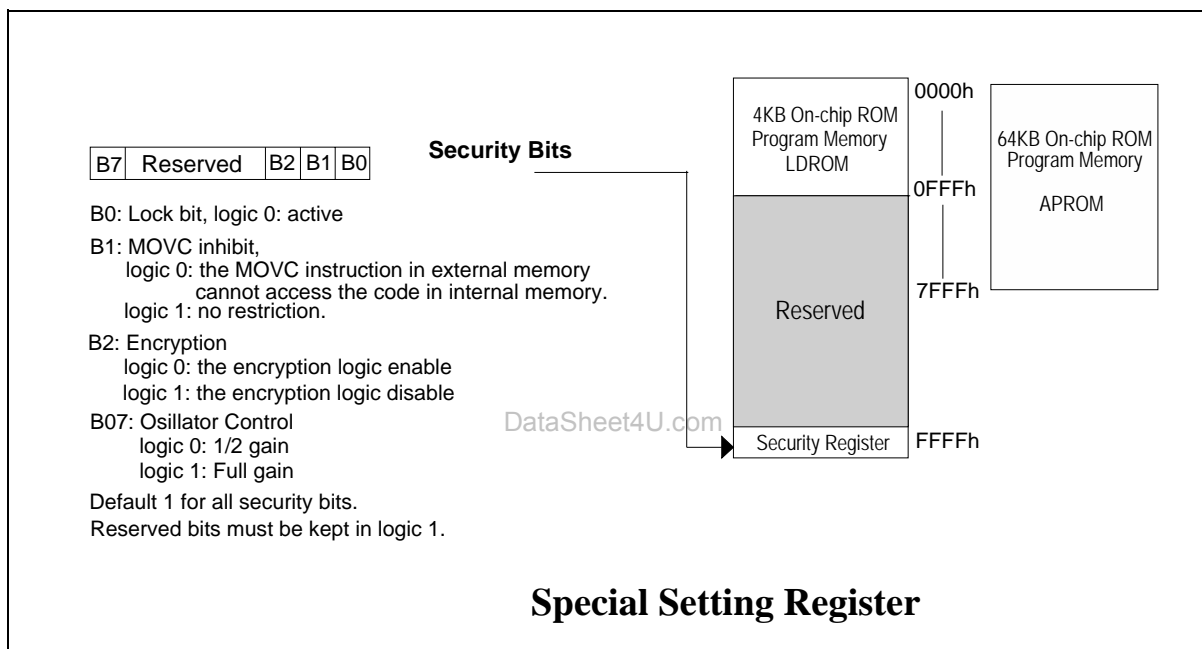 B7 Reserved B2 B1 B0
Security Bits
B0: Lock bit, logic 0: active
B1: MOVC inhibit,
logic 0: the MOVC instruction in external memory
cannot access the code in internal memory.
logic 1: no restriction.
B2: Encryption
logic 0: the encryption logic enable
logic 1: the encryption logic disable
B07: Osillator Control
logic 0: 1/2 gain
logic 1: Full gain
Default 1 for all security bits.
Reserved bits must be kept in logic 1.
4KB On-chip ROM
Program Memory
LDROM
Reserved
Security Register
0000h
0FFFh
7FFFh
FFFFh
64KB On-chip ROM
Program Memory
APROM
DataSheet4U.com
Special Setting Register